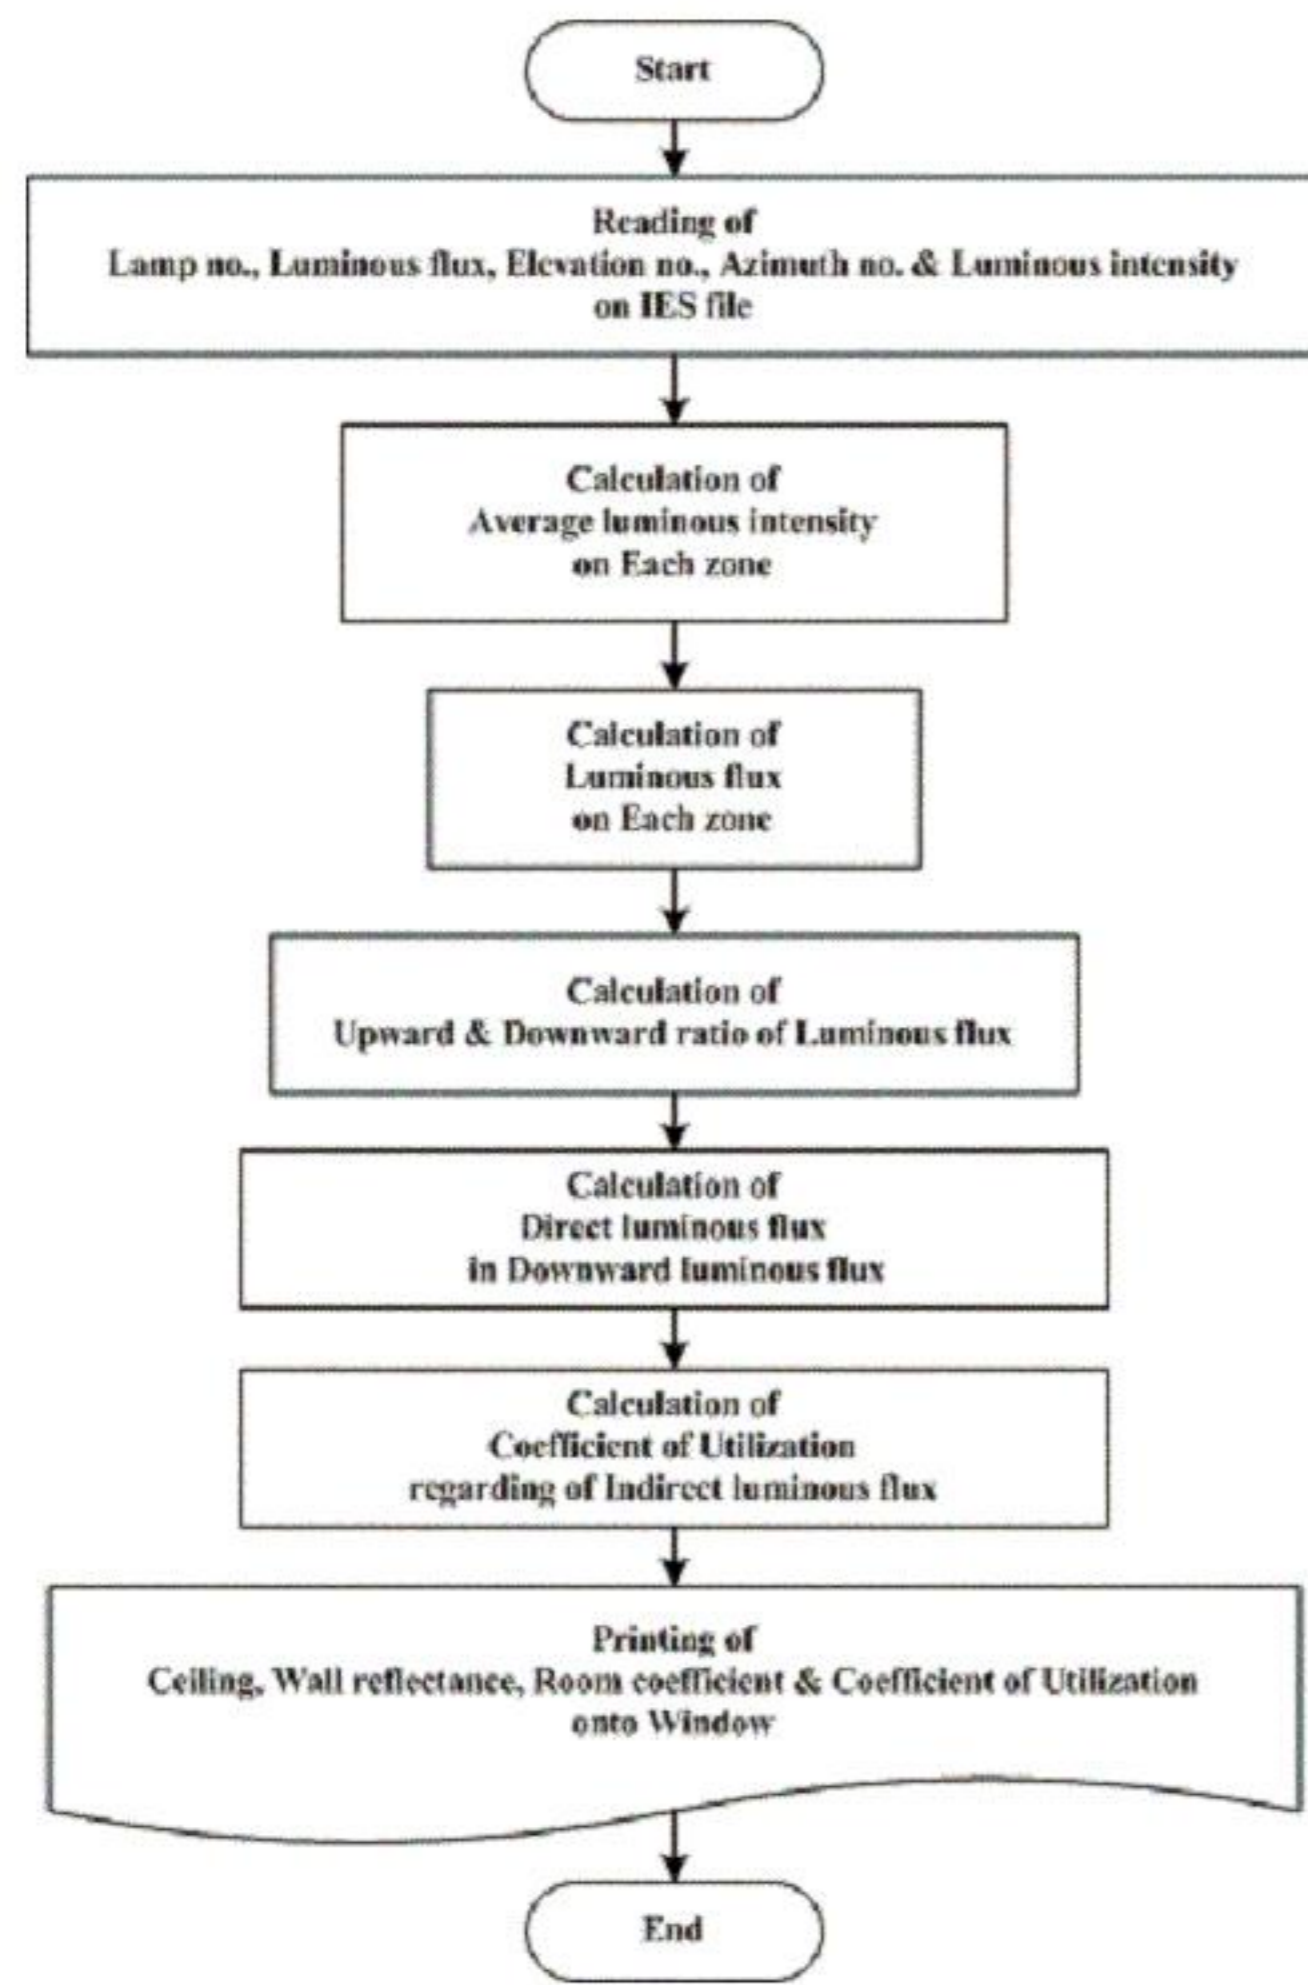 Start
Reading of
Lamp no., Luminous flux, Elevation no., Azimuth no. & Luminous intensity
on IES file
Calculation of
Average luminous intensity
on Each zone
Calculation of
Luminous flux
on Each zone
Calculation of
Upward & Downward ratio of Luminous flux
Calculation of
Direct luminous flux
in Downward luminous flux
Calculation of
Coefficient of Utilization
regarding of Indirect luminous flux
Printing of
Ceiling, Wall reflectance, Room coefficient & Coefficient of Utilization
onto Window
End